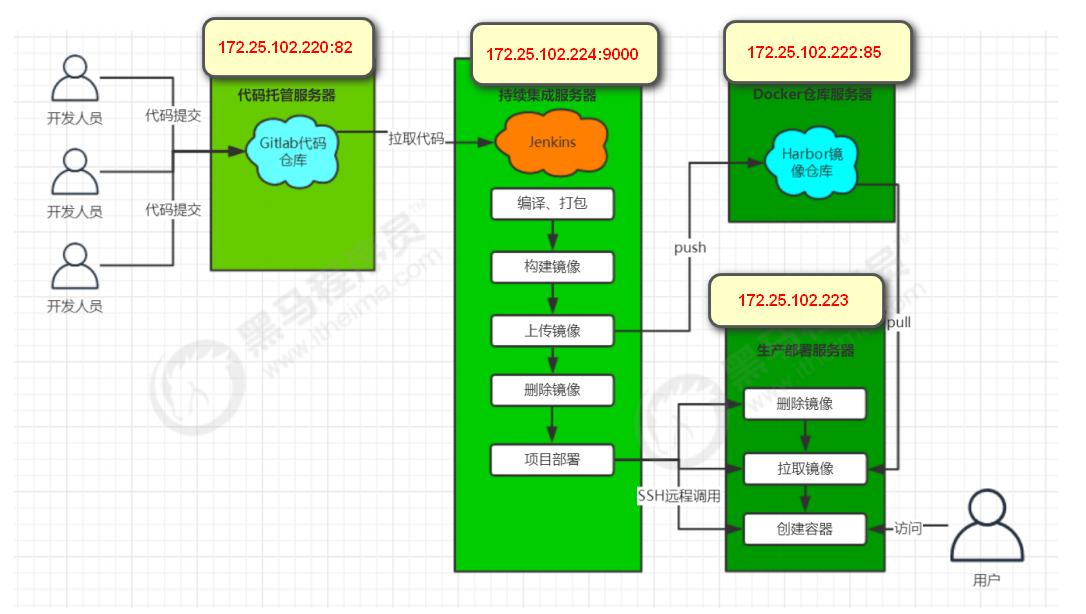 172.25.102.220:82
代码托管服务器
Gitlab代码
仓库
开发人员
代码提交
开发人员
代码提交
开发人员
拉取代码
172.25.102.224:9000
持续集成服务器
Jenkins
编译、打包
构建镜像
上传镜像
删除镜像
项目部署
push
172.25.102.222:85
Docker仓库服务器
Harbor镜
像仓库
pull
172.25.102.223
生产部署服务器
删除镜像
拉取镜像
创建容器
SSH远程调用
访问
用户
黑马程序员
www.itheima.com